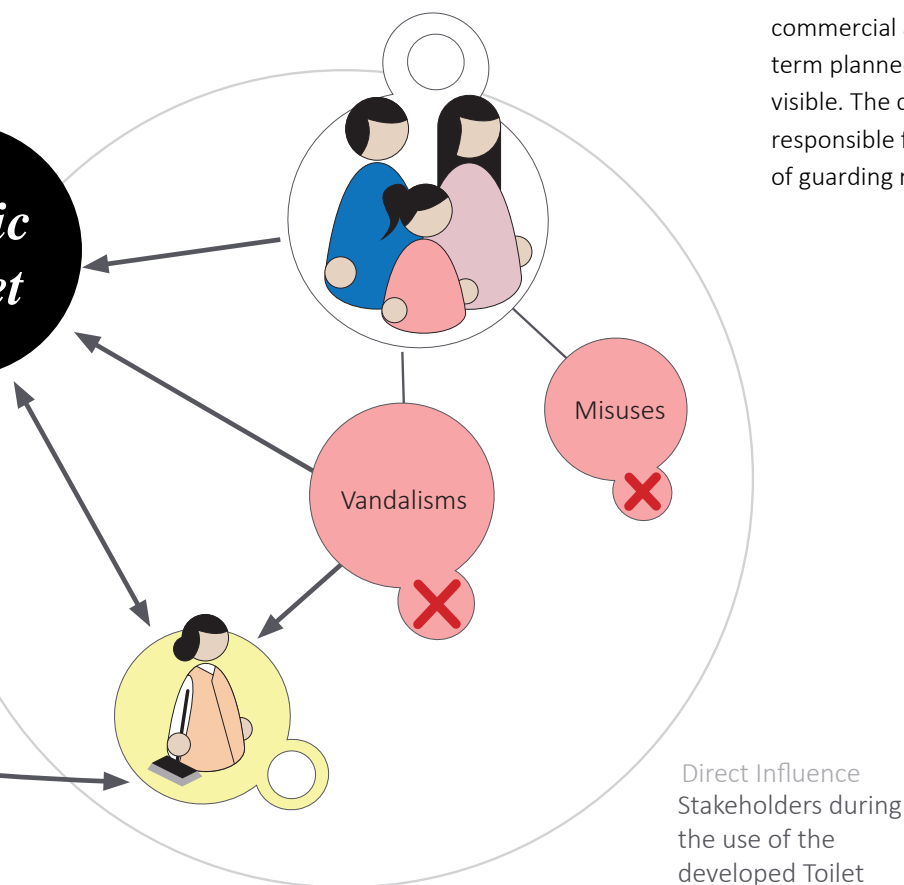 commercial
term planned
visible. The
responsible
of guarding
ic
et
Misuses
Vandalisms
Direct Influence
Stakeholders during
the use of the
developed Toilet